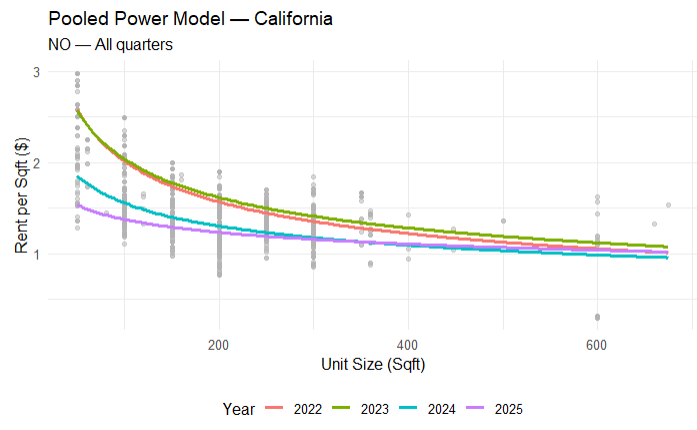 Pooled Power Model — California
NO — All quarters
3
2
1
Rent per Sqft ($)
200
400
600
Unit Size (Sqft)
Year
2022
2023
2024
2025